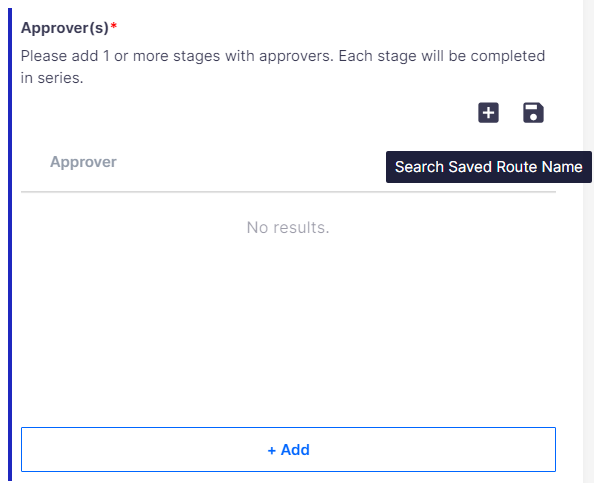 Approver(s)*
Please add 1 or more stages with approvers. Each stage will be completed
in series.
Approver
Search Saved Route Name
No results.
+ Add